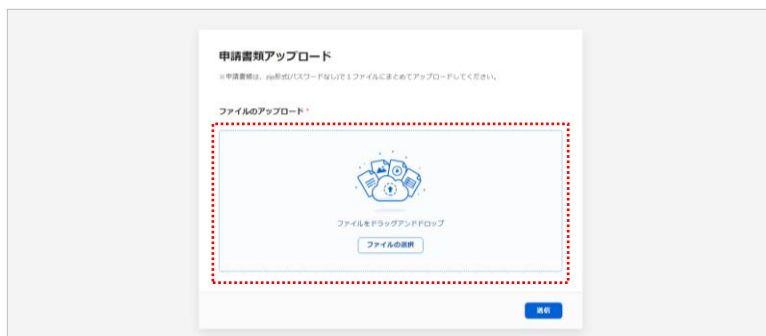 申請書類アップロード
※申請書類は、zip形式(パスワードなし)で１ファイルにまとめてアップロードしてください。
ファイルのアップロード *
ファイルをドラッグアンドドロップ
ファイルの選択
送信